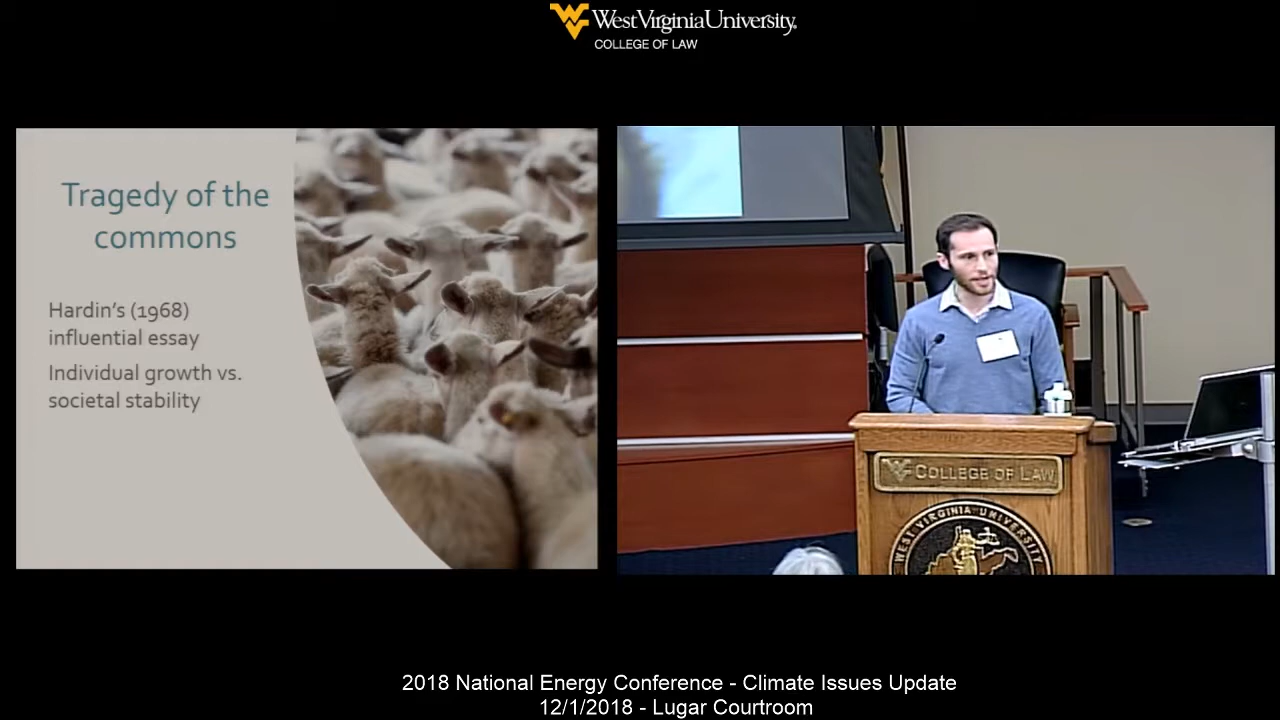 West Virginia University.
COLLEGE OF LAW
Tragedy of the
commons
Hardin's (1968)
influential essay
Individual growth vs.
societal stability
COLLEGE OF LAW
WEST VIRGINIA UNIVERSITY
2018 National Energy Conference - Climate Issues Update
12/1/2018 - Lugar Courtroom